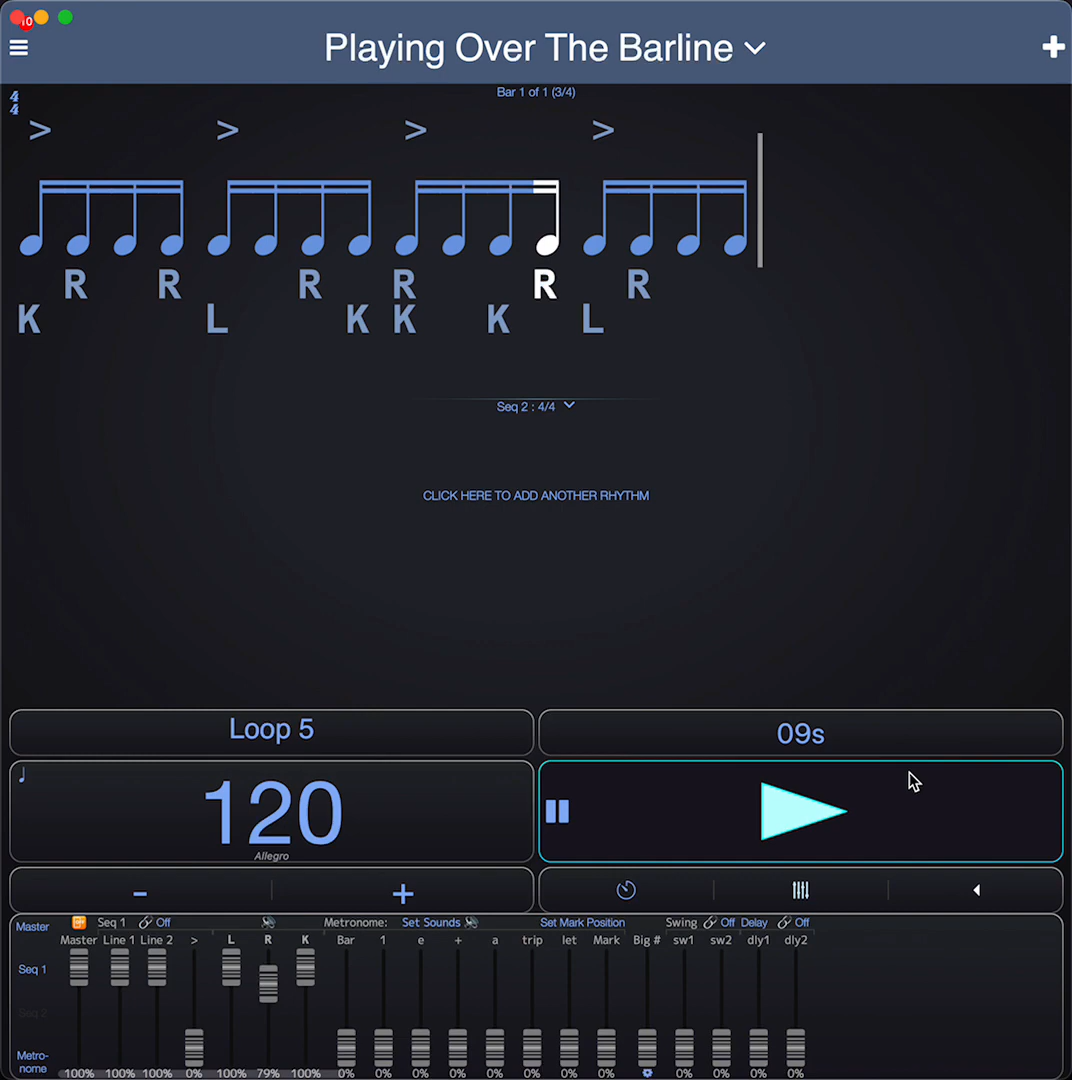 10
Playing Over The Barline
4
4
Bar 1 of 1 (3/4)
> > > >
R R R R R R
K L K K K L
Seq 2 : 4/4
CLICK HERE TO ADD ANOTHER RHYTHM
Loop 5
09s
120
Allegro
- +
Master Seq 1 Off Metronome: Set Sounds Set Mark Position Swing Off Delay Off
Master Line 1 Line 2 > L R K Bar 1 e + a trip let Mark Big # sw1 sw2 dly1 dly2
Seq 1
Seq 2
Metro-
nome
100% 100% 100% 0% 100% 79% 100% 0% 0% 0% 0% 0% 0% 0% 0% 0% 0% 0% 0%